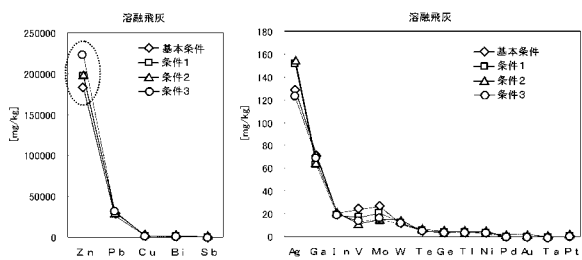 溶融飛灰
250000
200000
150000
100000
50000
0
[mg/kg]
基本条件
条件1
条件2
条件3
Zn Pb Cu Bi Sb
溶融飛灰
180
160
140
120
100
80
60
40
20
0
[mg/kg]
基本条件
条件1
条件2
条件3
Ag Ga In V Mo W Te Ge Tl Ni Pd Au Ta Pt